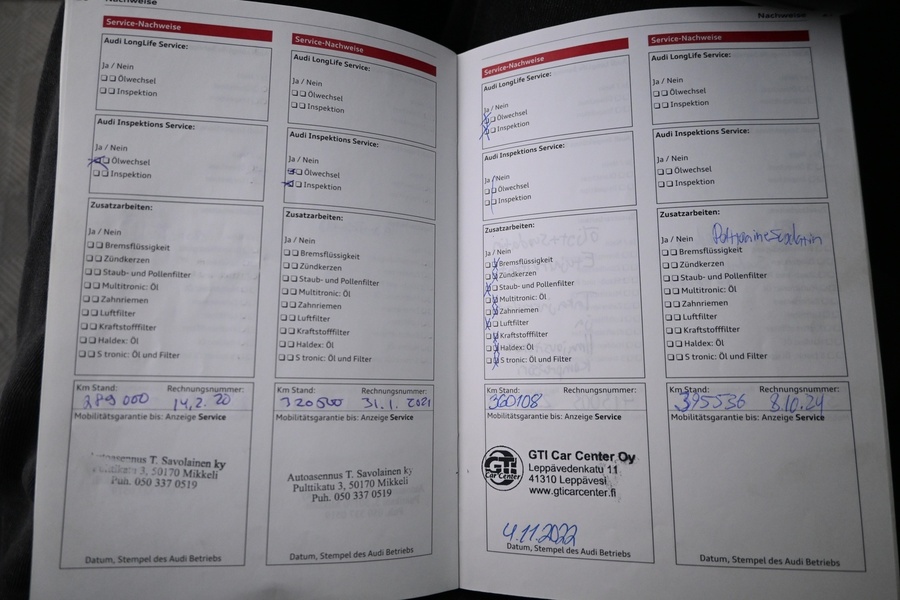 Service-Nachweise
Audi LongLife Service:
Ja / Nein
Ölwechsel
Inspektion
Audi Inspektions Service:
Ja / Nein
Ölwechsel
Inspektion
Zusatzarbeiten:
Ja / Nein
Bremsflüssigkeit
Zündkerzen
Staub- und Pollenfilter
Multitronic: Öl
Zahnriemen
Luftfilter
Kraftstofffilter
Haldex: Öl
S tronic: Öl und Filter
Km Stand: Rechnungsnummer:
289 000 14,2. 20
Mobilitätsgarantie bis: Anzeige Service
Autoasennus T. Savolainen ky
Pulttikatu 3, 50170 Mikkeli
Puh. 050 337 0519
Datum, Stempel des Audi Betriebs
Service-Nachweise
Audi LongLife Service:
Ja / Nein
Ölwechsel
Inspektion
Audi Inspektions Service:
Ja / Nein
Ölwechsel
Inspektion
Zusatzarbeiten:
Ja / Nein
Bremsflüssigkeit
Zündkerzen
Staub- und Pollenfilter
Multitronic: Öl
Zahnriemen
Luftfilter
Kraftstofffilter
Haldex: Öl
S tronic: Öl und Filter
Km Stand: Rechnungsnummer:
320500 31.1. 2021
Mobilitätsgarantie bis: Anzeige Service
Autoasennus T. Savolainen ky
Pulttikatu 3, 50170 Mikkeli
Puh. 050 337 0519
Datum, Stempel des Audi Betriebs
Nachweise
Service-Nachweise
Audi LongLife Service:
Ja / Nein
Ölwechsel
Inspektion
Audi Inspektions Service:
Ja / Nein
Ölwechsel
Inspektion
Zusatzarbeiten:
Ja / Nein
Bremsflüssigkeit
Zündkerzen
Staub- und Pollenfilter
Multitronic: Öl
Zahnriemen
Luftfilter
Kraftstofffilter
Haldex: Öl
S tronic: Öl und Filter
Km Stand: Rechnungsnummer:
360108
Mobilitätsgarantie bis: Anzeige Service
GTI Car Center
GTI Car Center Oy
Leppävedenkatu 11
41310 Leppävesi
www.gticarcenter.fi
4.11.2022
Datum, Stempel des Audi Betriebs
Service-Nachweise
Audi LongLife Service:
Ja / Nein
Ölwechsel
Inspektion
Audi Inspektions Service:
Ja / Nein
Ölwechsel
Inspektion
Zusatzarbeiten:
Ja / Nein
Bremsflüssigkeit
Zündkerzen
Staub- und Pollenfilter
Multitronic: Öl
Zahnriemen
Luftfilter
Kraftstofffilter
Haldex: Öl
S tronic: Öl und Filter
Km Stand: Rechnungsnummer:
395536 8.10.24
Mobilitätsgarantie bis: Anzeige Service
Datum, Stempel des Audi Betriebs